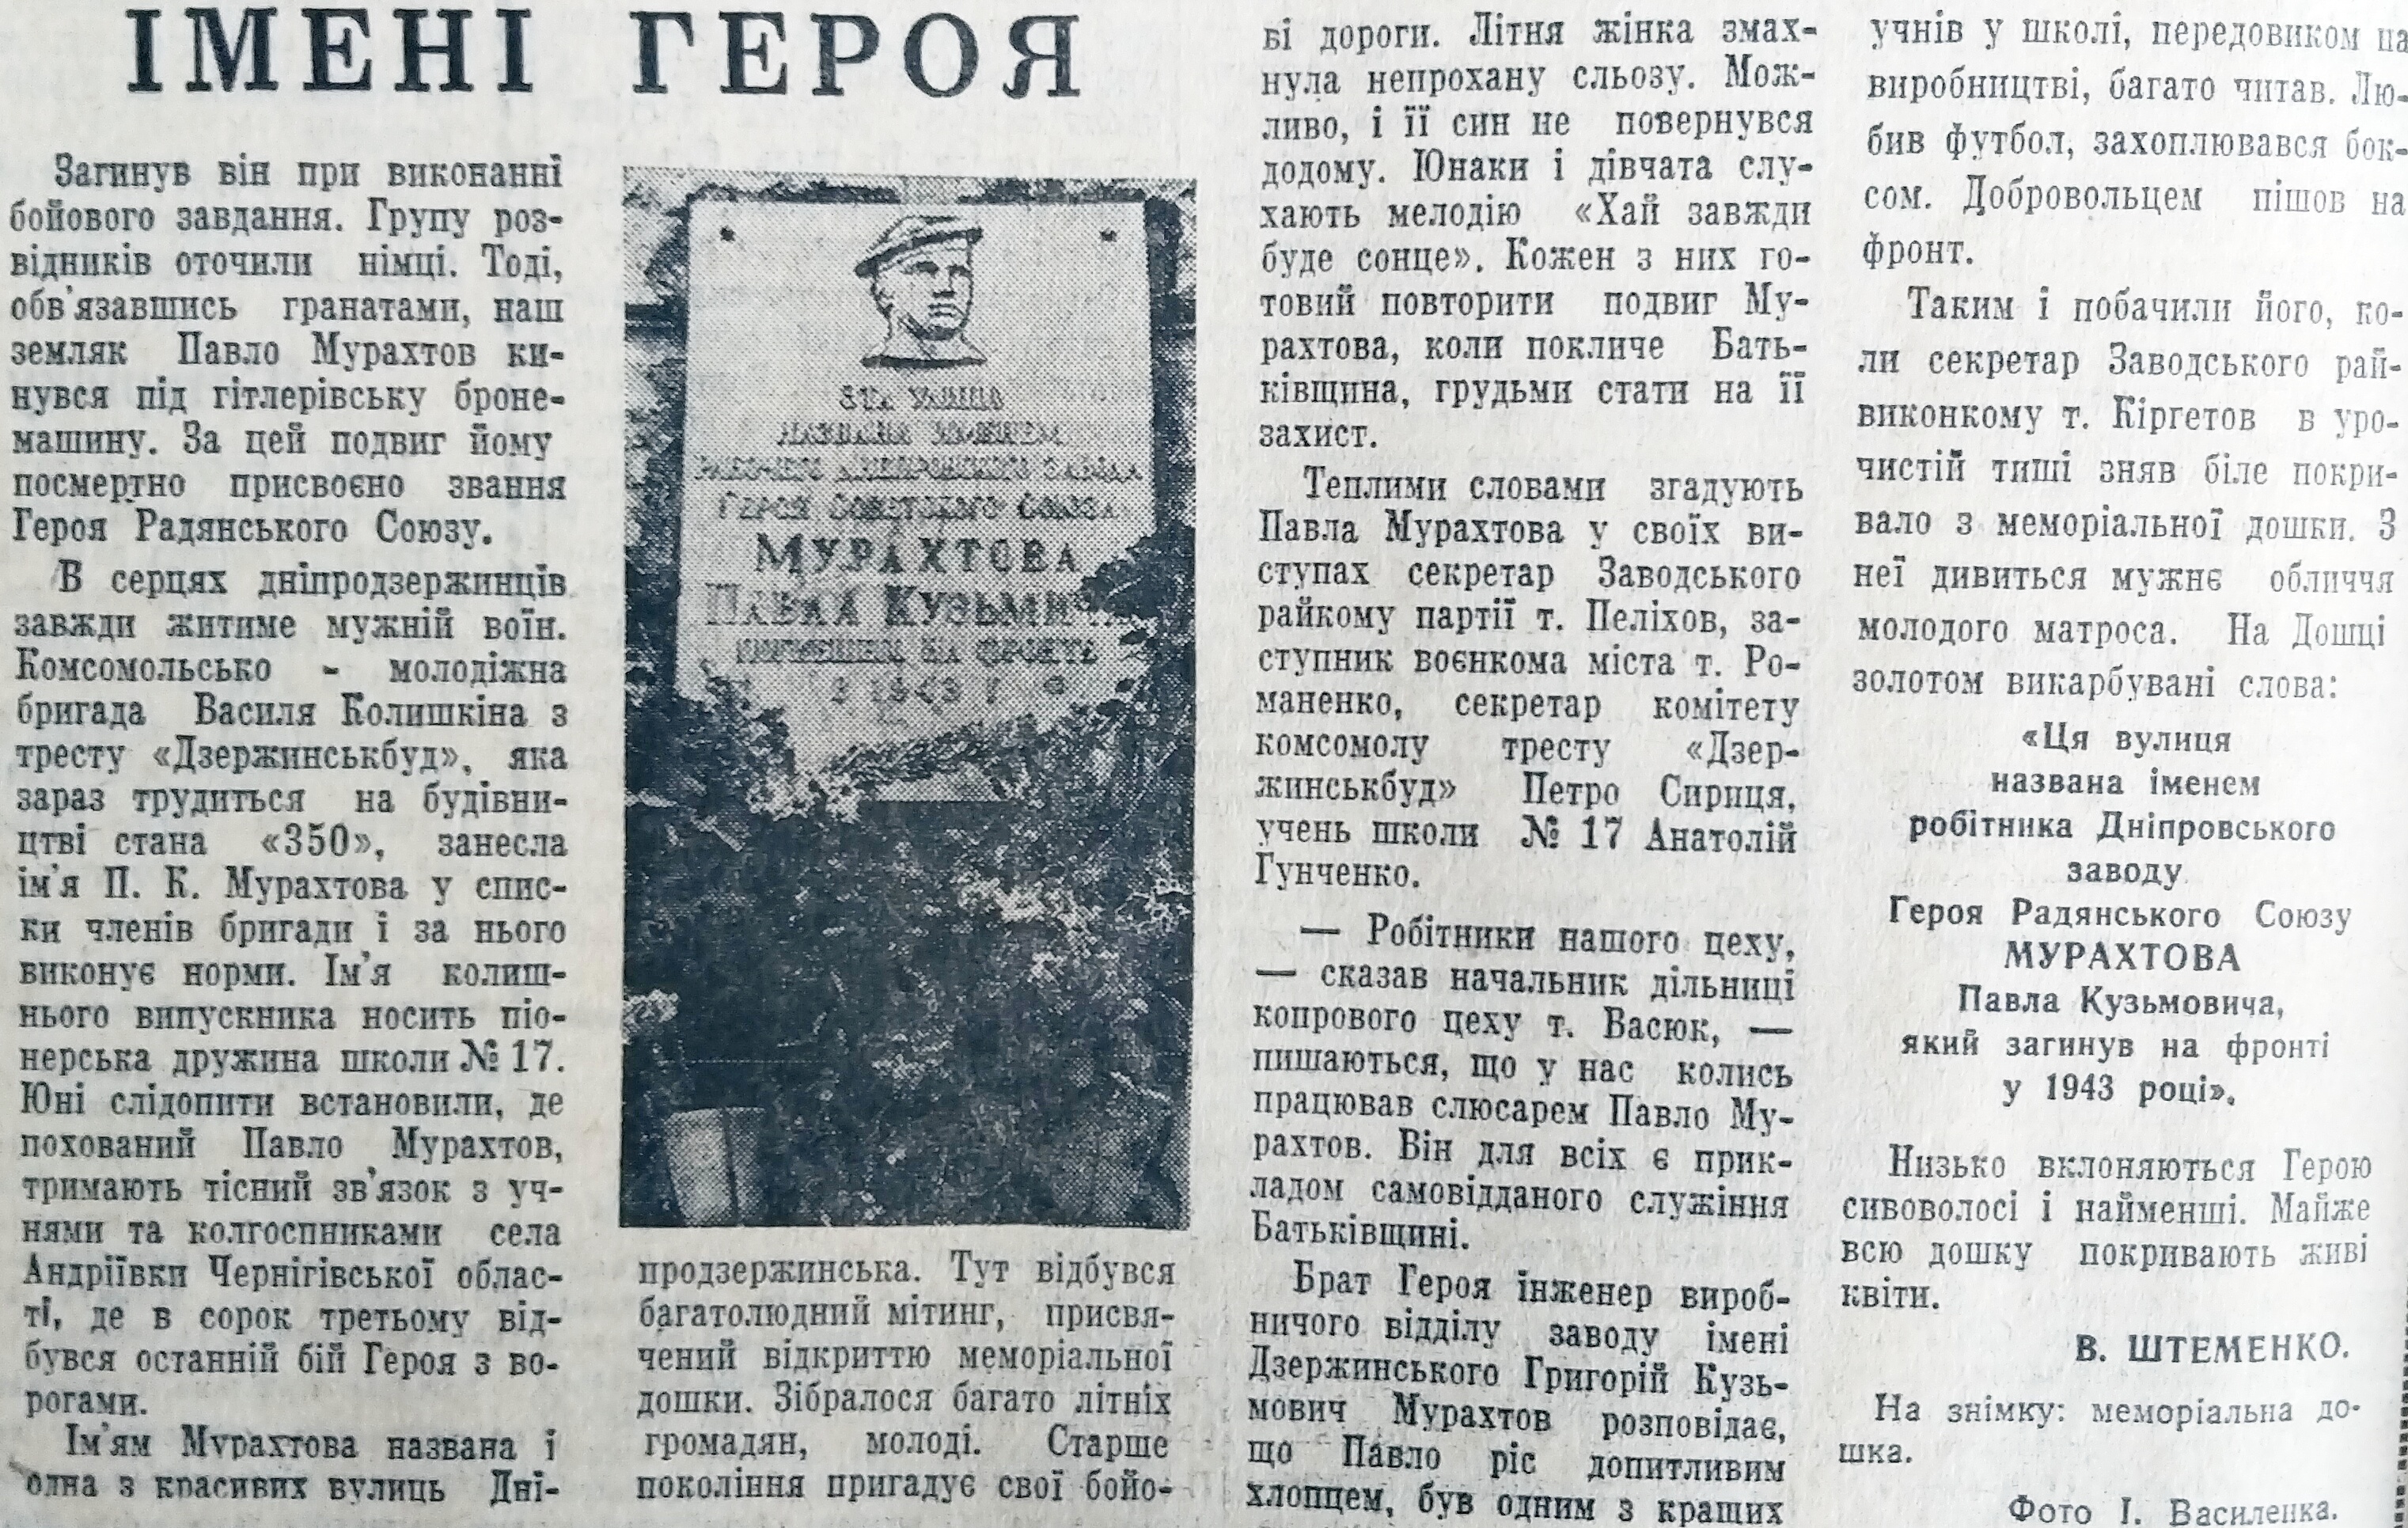 ІМЕНІ ГЕРОЯ
Загинув він при виконанні
бойового завдання. Групу роз-
відників оточили німці. Тоді,
обв'язавшись гранатами, наш
земляк Павло Мурахтов ки-
нувся під гітлерівську броне-
машину. За цей подвиг йому
посмертно присвоєно звання
Героя Радянського Союзу.
В серцях дніпродзержинців
завжди житиме мужній воїн.
Комсомольсько - молодіжна
бригада Василя Колишкіна з
тресту «Дзержинськбуд», яка
зараз трудиться на будівни-
цтві стана «350», занесла
ім'я П. К. Мурахтова у спис-
ки членів бригади і за нього
виконує норми. Ім'я колиш-
нього випускника носить піо-
нерська дружина школи № 17.
Юні слідопити встановили, де
похований Павло Мурахтов,
тримають тісний зв'язок з уч-
нями та колгоспниками села
Андріївки Чернігівської облас-
ті, де в сорок третьому від-
бувся останній бій Героя з во-
рогами.
Ім'ям Мурахтова названа і
одна з красивих вулиць Дні-
ЭТА УЛИЦА
НАЗВАНА ИМЕНЕМ
РАБОЧЕГО ДНЕПРОВСКОГО ЗАВОДА
ГЕРОЯ СОВЕТСКОГО СОЮЗА
МУРАХТОВА
ПАВЛА КУЗЬМИЧА
ПОГИБШЕГО НА ФРОНТЕ
В 1943 Г
продзержинська. Тут відбувся
багатолюдний мітинг, присвя-
чений відкриттю меморіальної
дошки. Зібралося багато літніх
громадян, молоді. Старше
покоління пригадує свої бойо-
ві дороги. Літня жінка змах-
нула непрохану сльозу. Мож-
ливо, і її син не повернувся
додому. Юнаки і дівчата слу-
хають мелодію «Хай завжди
буде сонце». Кожен з них го-
товий повторити подвиг Му-
рахтова, коли покличе Бать-
ківщина, грудьми стати на її
захист.
Теплими словами згадують
Павла Мурахтова у своїх ви-
ступах секретар Заводського
райкому партії т. Пеліхов, за-
ступник воєнкома міста т. Ро-
маненко, секретар комітету
комсомолу тресту «Дзер-
жинськбуд» Петро Сириця,
учень школи № 17 Анатолій
Гунченко.
— Робітники нашого цеху,
— сказав начальник дільниці
копрового цеху т. Васюк, —
пишаються, що у нас колись
працював слюсарем Павло Му-
рахтов. Він для всіх є прик-
ладом самовідданого служіння
Батьківщині.
Брат Героя інженер вироб-
ничого відділу заводу імені
Дзержинського Григорій Кузь-
мович Мурахтов розповідає,
що Павло ріс допитливим
хлопцем, був одним з кращих
учнів у школі, передовиком на
виробництві, багато читав. Лю-
бив футбол, захоплювався бок-
сом. Добровольцем пішов на
фронт.
Таким і побачили його, ко-
ли секретар Заводського рай-
виконкому т. Кіргетов в уро-
чистій тиші зняв біле покри-
вало з меморіальної дошки. З
неї дивиться мужнє обличчя
молодого матроса. На Дошці
золотом викарбувані слова:
«Ця вулиця
названа іменем
робітника Дніпровського
заводу
Героя Радянського Союзу
МУРАХТОВА
Павла Кузьмовича,
який загинув на фронті
у 1943 році».
Низько вклоняються Герою
сивоволосі і найменші. Майже
всю дошку покривають живі
квіти.
В. ШТЕМЕНКО.
На знімку: меморіальна до-
шка.
Фото І. Василенка.